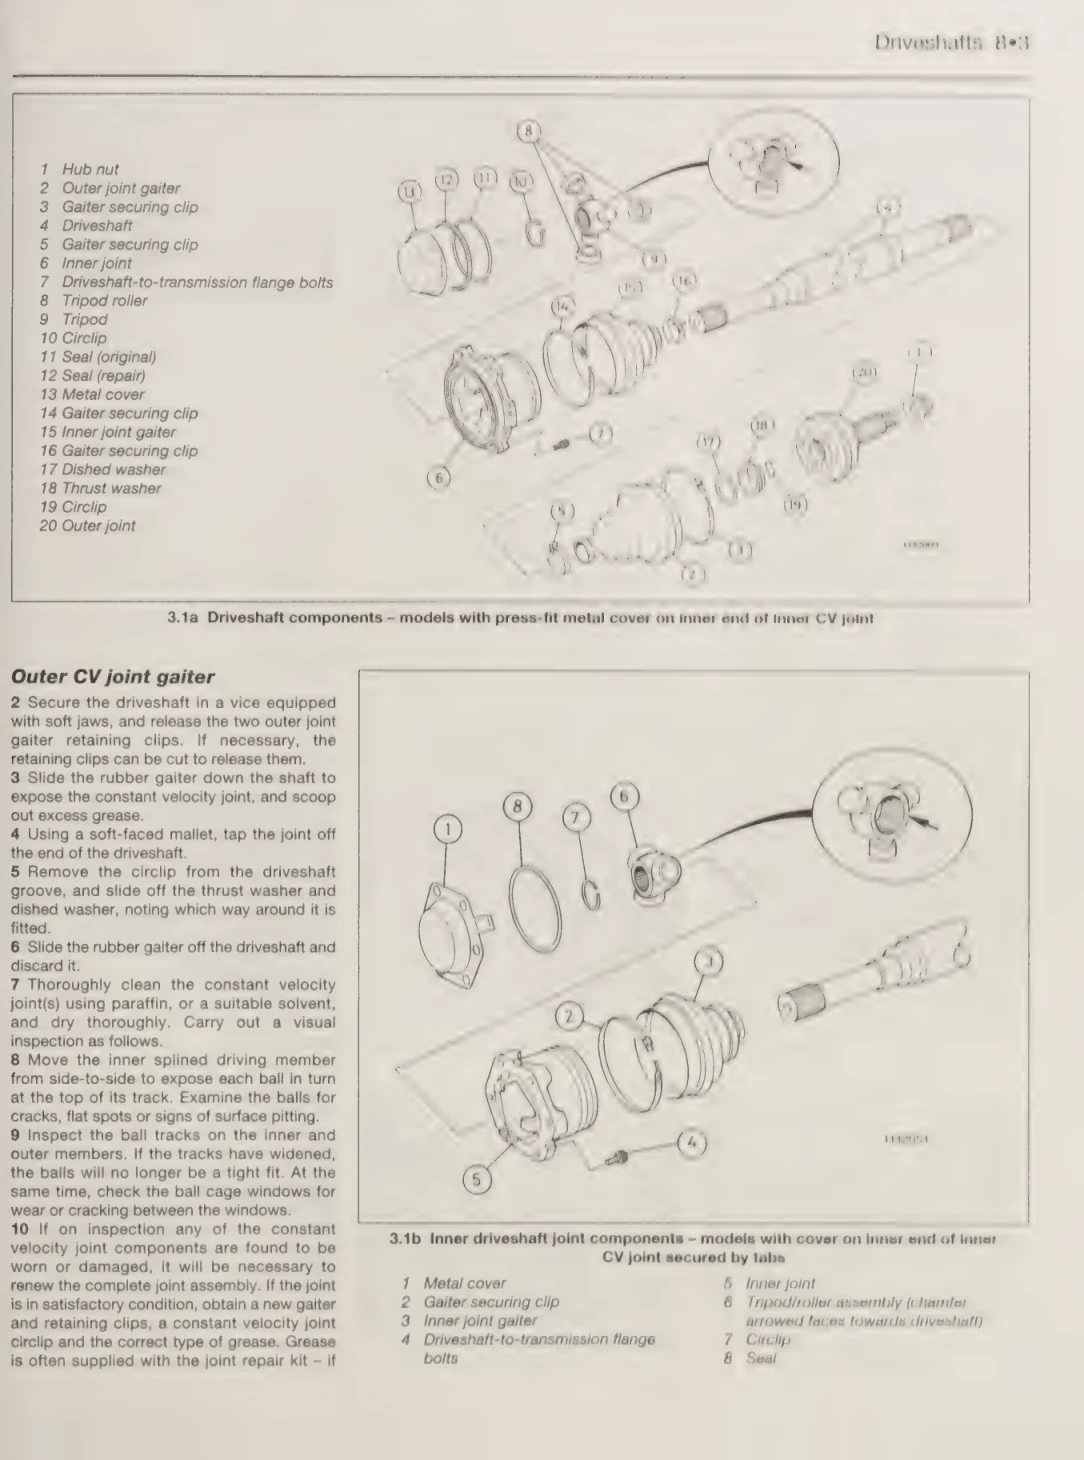 Driveshafts 8•3
1 Hub nut
2 Outer joint gaiter
3 Gaiter securing clip
4 Driveshaft
5 Gaiter securing clip
6 Inner joint
7 Driveshaft-to-transmission flange bolts
8 Tripod roller
9 Tripod
10 Circlip
11 Seal (original)
12 Seal (repair)
13 Metal cover
14 Gaiter securing clip
15 Inner joint gaiter
16 Gaiter securing clip
17 Dished washer
18 Thrust washer
19 Circlip
20 Outer joint
8
13 12 11 10
3
4
9
14 15 16
1
20
18
17
7
6
19
5
3
2
3.1a Driveshaft components – models with press-fit metal cover on inner end of inner CV joint
Outer CV joint gaiter
2 Secure the driveshaft in a vice equipped
with soft jaws, and release the two outer joint
gaiter retaining clips. If necessary, the
retaining clips can be cut to release them.
3 Slide the rubber gaiter down the shaft to
expose the constant velocity joint, and scoop
out excess grease.
4 Using a soft-faced mallet, tap the joint off
the end of the driveshaft.
5 Remove the circlip from the driveshaft
groove, and slide off the thrust washer and
dished washer, noting which way around it is
fitted.
6 Slide the rubber gaiter off the driveshaft and
discard it.
7 Thoroughly clean the constant velocity
joint(s) using paraffin, or a suitable solvent,
and dry thoroughly. Carry out a visual
inspection as follows.
8 Move the inner splined driving member
from side-to-side to expose each ball in turn
at the top of its track. Examine the balls for
cracks, flat spots or signs of surface pitting.
9 Inspect the ball tracks on the inner and
outer members. If the tracks have widened,
the balls will no longer be a tight fit. At the
same time, check the ball cage windows for
wear or cracking between the windows.
10 If on inspection any of the constant
velocity joint components are found to be
worn or damaged, it will be necessary to
renew the complete joint assembly. If the joint
is in satisfactory condition, obtain a new gaiter
and retaining clips, a constant velocity joint
circlip and the correct type of grease. Grease
is often supplied with the joint repair kit – if
1
8
7
6
3
2
4
5
3.1b Inner driveshaft joint components – models with cover on inner end of inner
CV joint secured by tabs
1 Metal cover
2 Gaiter securing clip
3 Inner joint gaiter
4 Driveshaft-to-transmission flange
bolts
5 Inner joint
6 Tripod/roller assembly (chamfer
arrowed faces towards driveshaft)
7 Circlip
8 Seal